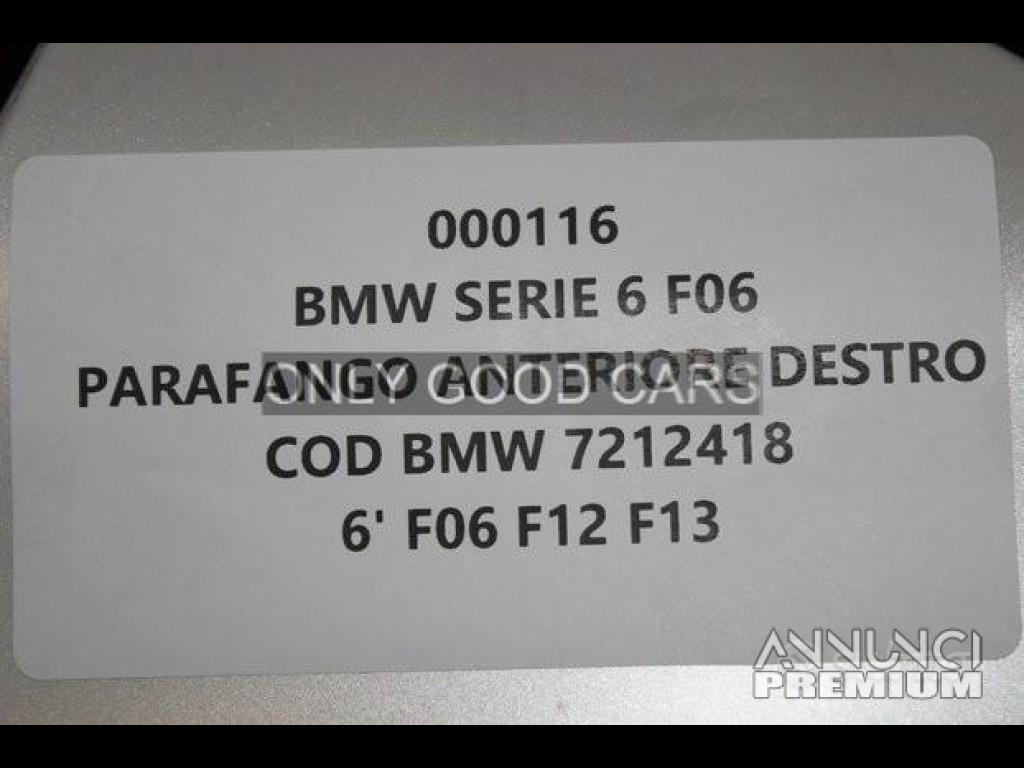 000116
BMW SERIE 6 F06
PARAFANGO ANTERIORE DESTRO
ONLY GOOD CARS
COD BMW 7212418
6' F06 F12 F13
ANNUNCI
PREMIUM